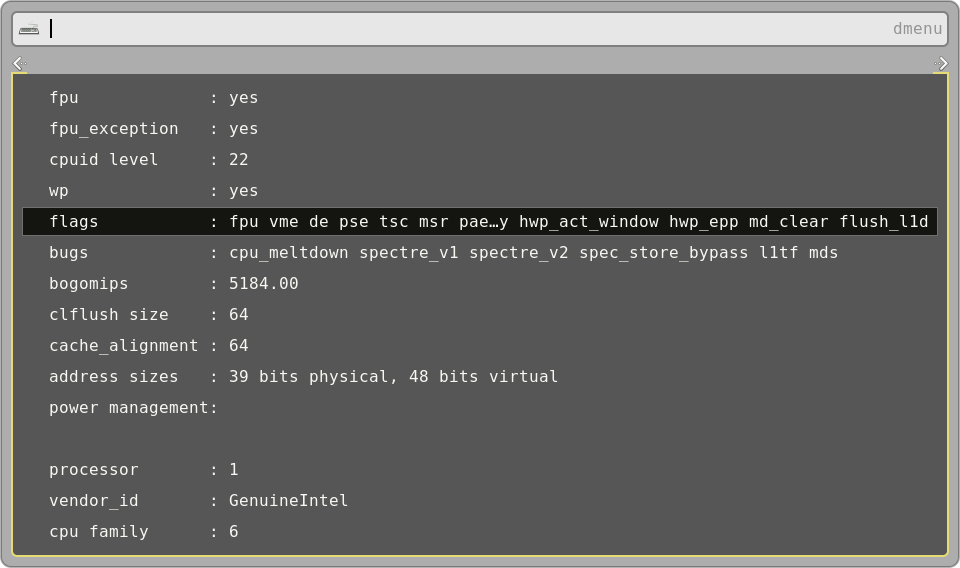 dmenu
fpu             : yes
fpu_exception   : yes
cpuid level     : 22
wp              : yes
flags           : fpu vme de pse tsc msr pae…y hwp_act_window hwp_epp md_clear flush_l1d
bugs            : cpu_meltdown spectre_v1 spectre_v2 spec_store_bypass l1tf mds
bogomips        : 5184.00
clflush size    : 64
cache_alignment : 64
address sizes   : 39 bits physical, 48 bits virtual
power management:
processor       : 1
vendor_id       : GenuineIntel
cpu family      : 6